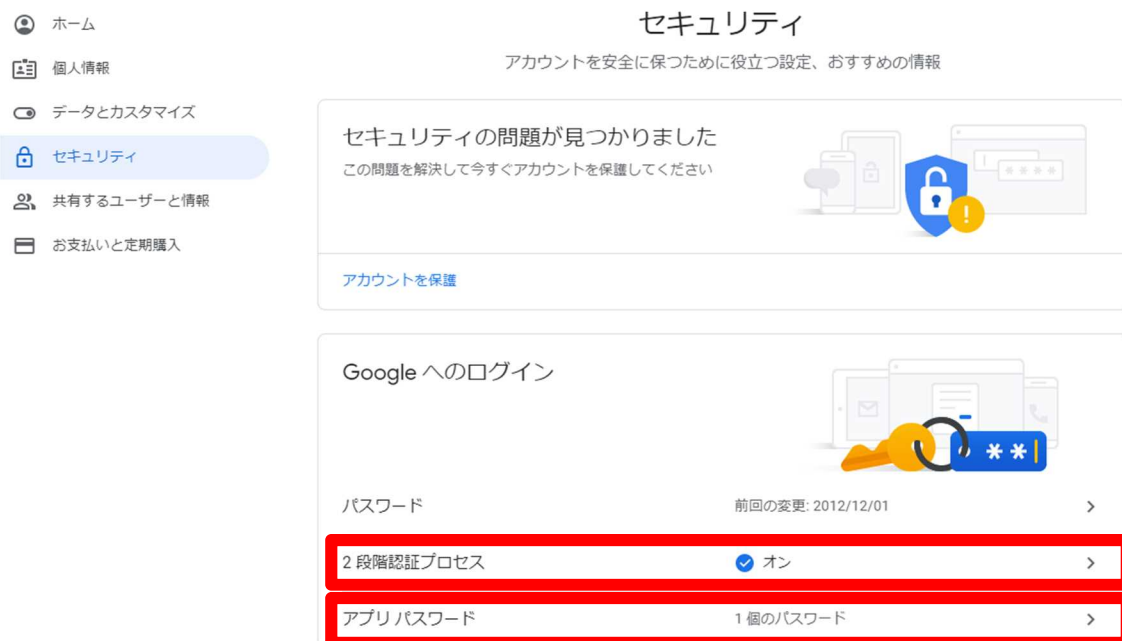 ホーム
個人情報
データとカスタマイズ
セキュリティ
共有するユーザーと情報
お支払いと定期購入
セキュリティ
アカウントを安全に保つために役立つ設定、おすすめの情報
セキュリティの問題が見つかりました
この問題を解決して今すぐアカウントを保護してください
アカウントを保護
Google へのログイン
パスワード 前回の変更: 2012/12/01
2 段階認証プロセス オン
アプリ パスワード 1 個のパスワード